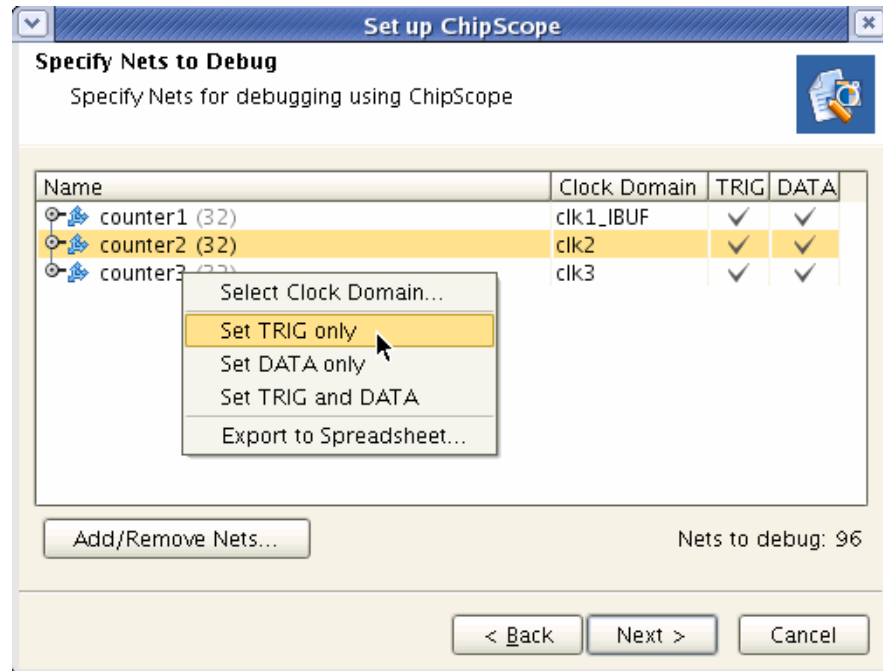 Set up ChipScope
Specify Nets to Debug
Specify Nets for debugging using ChipScope
Name Clock Domain TRIG DATA
counter1 (32) clk1_IBUF
counter2 (32) clk2
counter3 (32) clk3
Select Clock Domain...
Set TRIG only
Set DATA only
Set TRIG and DATA
Export to Spreadsheet...
Add/Remove Nets... Nets to debug: 96
< Back Next > Cancel